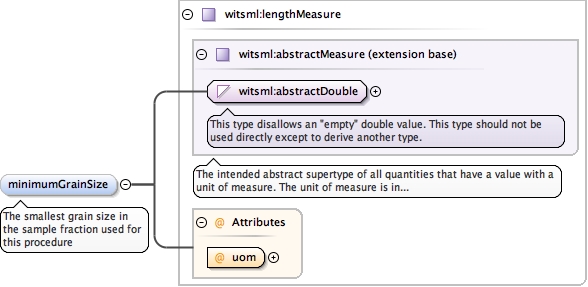 witsml:lengthMeasure
witsml:abstractMeasure (extension base)
witsml:abstractDouble
This type disallows an "empty" double value. This type should not be
used directly except to derive another type.
The intended abstract supertype of all quantities that have a value with a
unit of measure. The unit of measure is in...
minimumGrainSize
The smallest grain size in
the sample fraction used for
this procedure
@ Attributes
@ uom